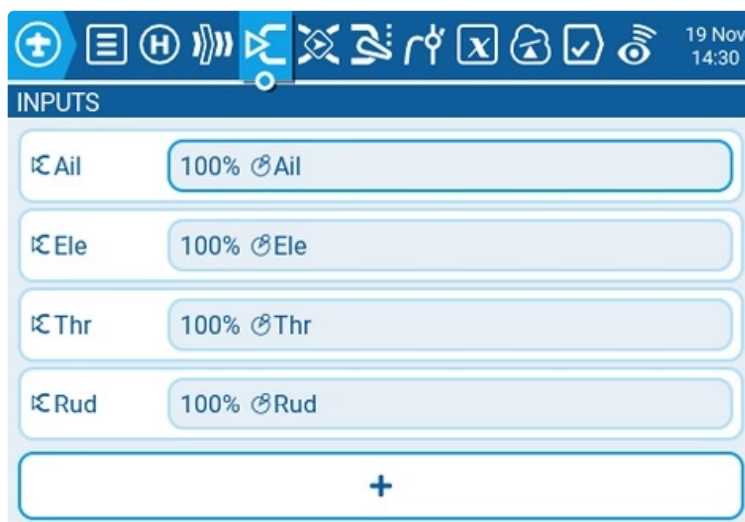 19 Nov
14:30
INPUTS
Ail 100% Ail
Ele 100% Ele
Thr 100% Thr
Rud 100% Rud
+